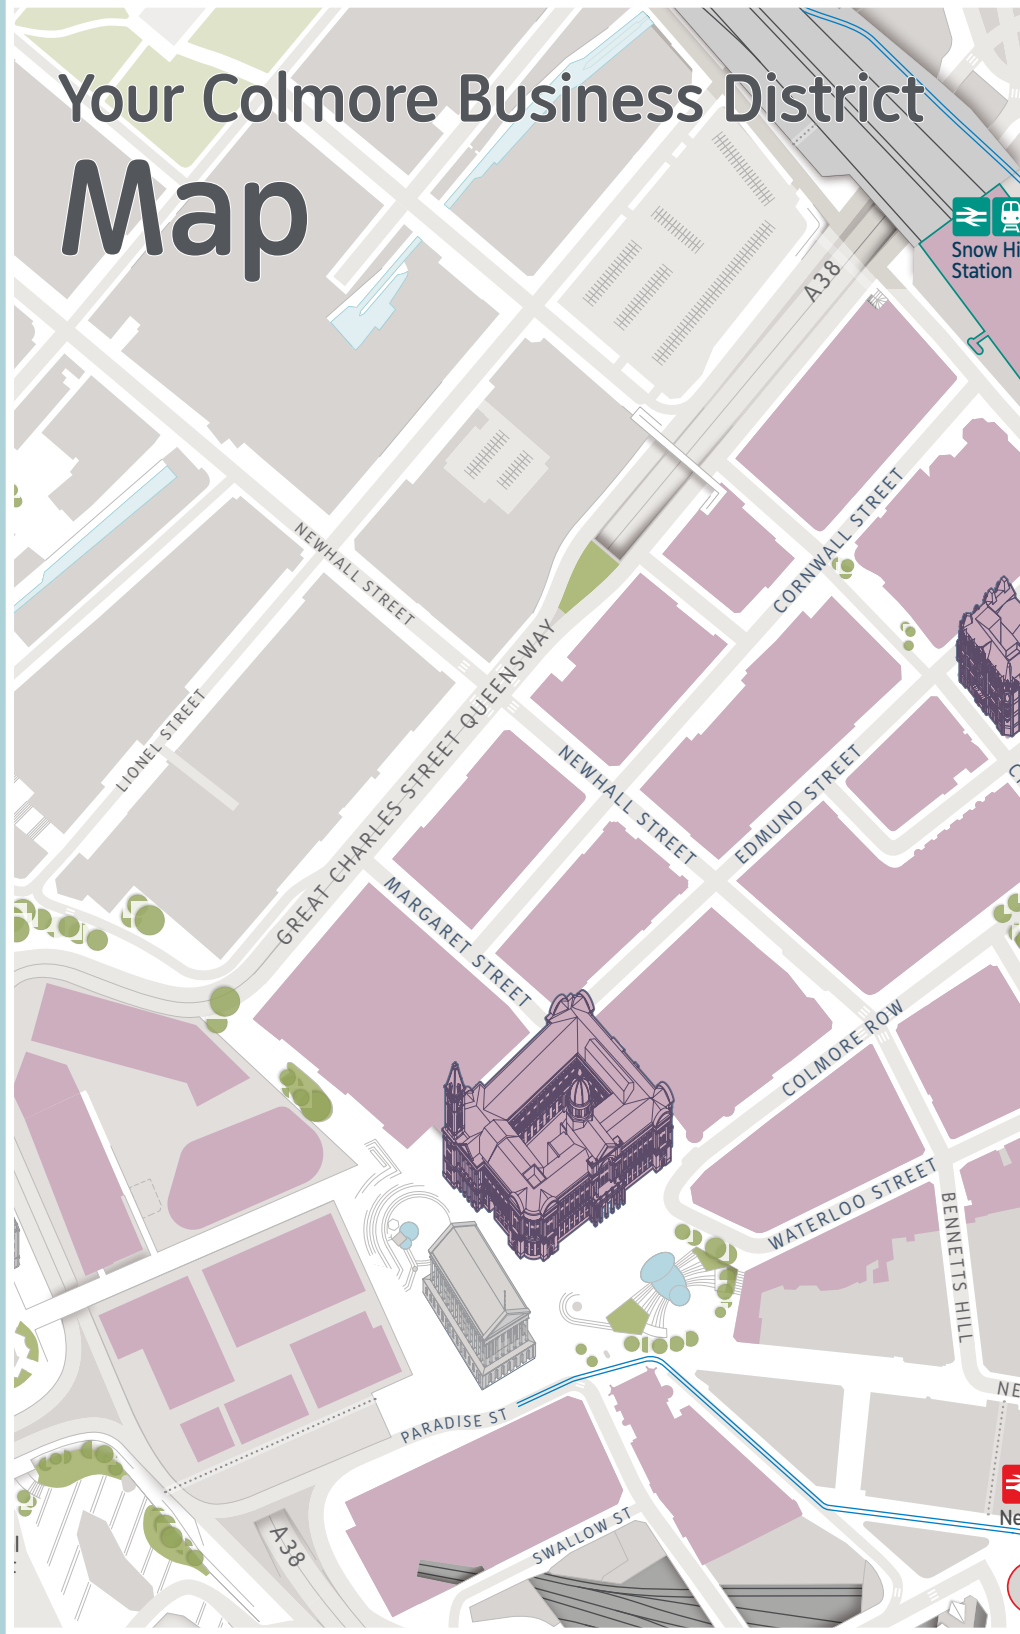 Your Colmore Business District
Map
Snow Hi
Station
A38
CORNWALL STREET
NEWHALL STREET
GREAT CHARLES STREET QUEENSWAY
LIONEL STREET
NEWHALL STREET
EDMUND STREET
MARGARET STREET
COLMORE ROW
WATERLOO STREET
BENNETTS HILL
NE
PARADISE ST
Ne
SWALLOW ST
A38